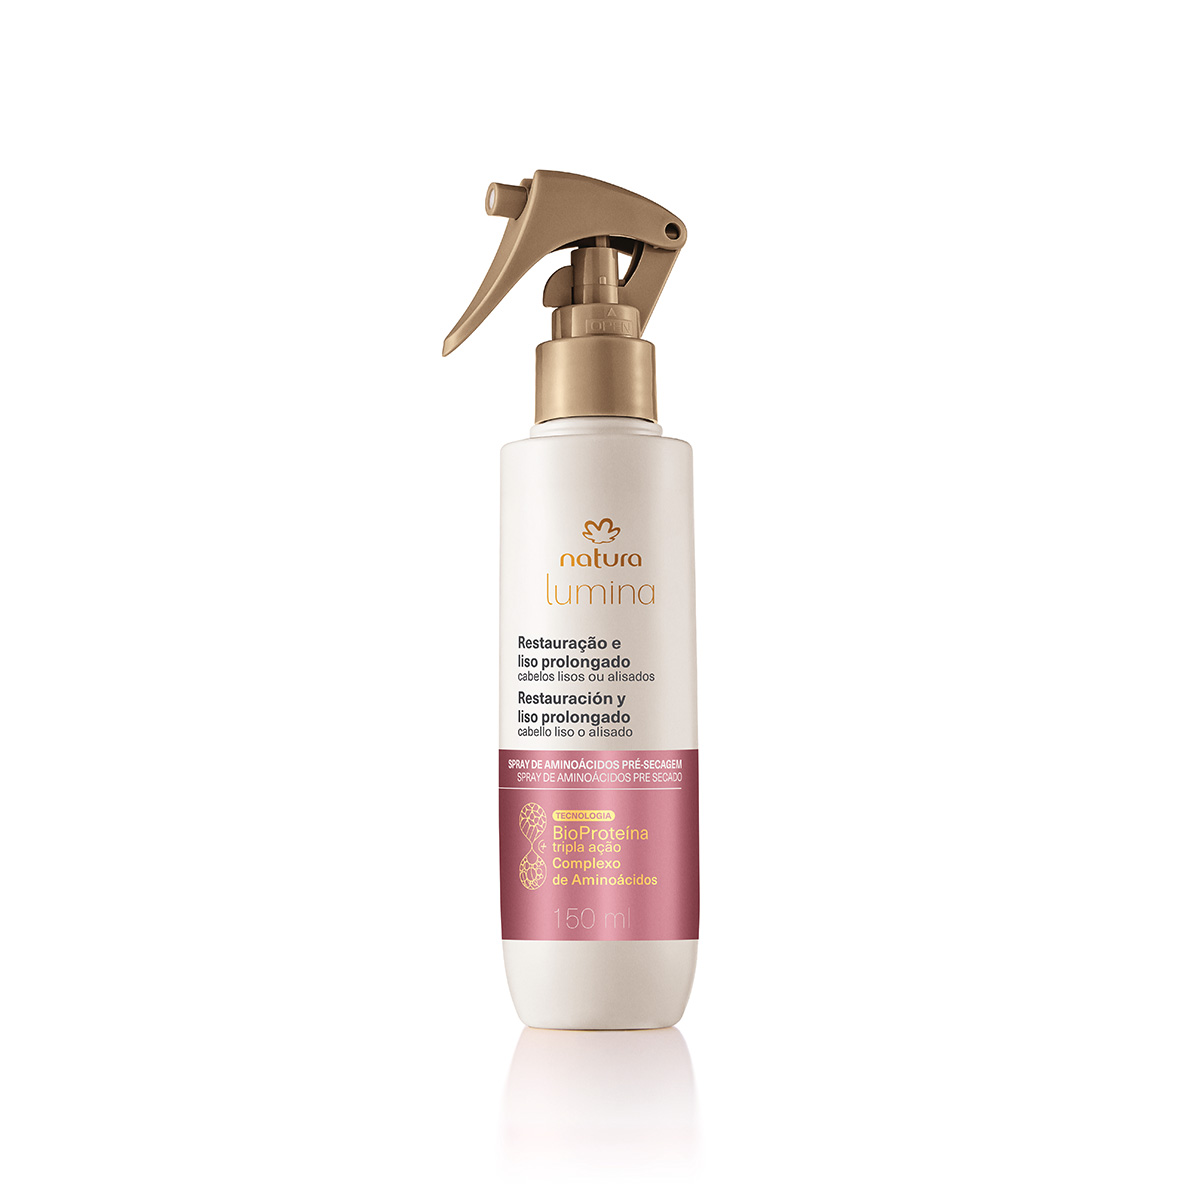 OPEN
natura
lumina
Restauração e
liso prolongado
cabelos lisos ou alisados
Restauración y
liso prolongado
cabello liso o alisado
SPRAY DE AMINOÁCIDOS PRÉ-SECAGEM
SPRAY DE AMINOÁCIDOS PRE SECADO
TECNOLOGIA
BioProteína
tripla ação
Complexo
de Aminoácidos
150 ml